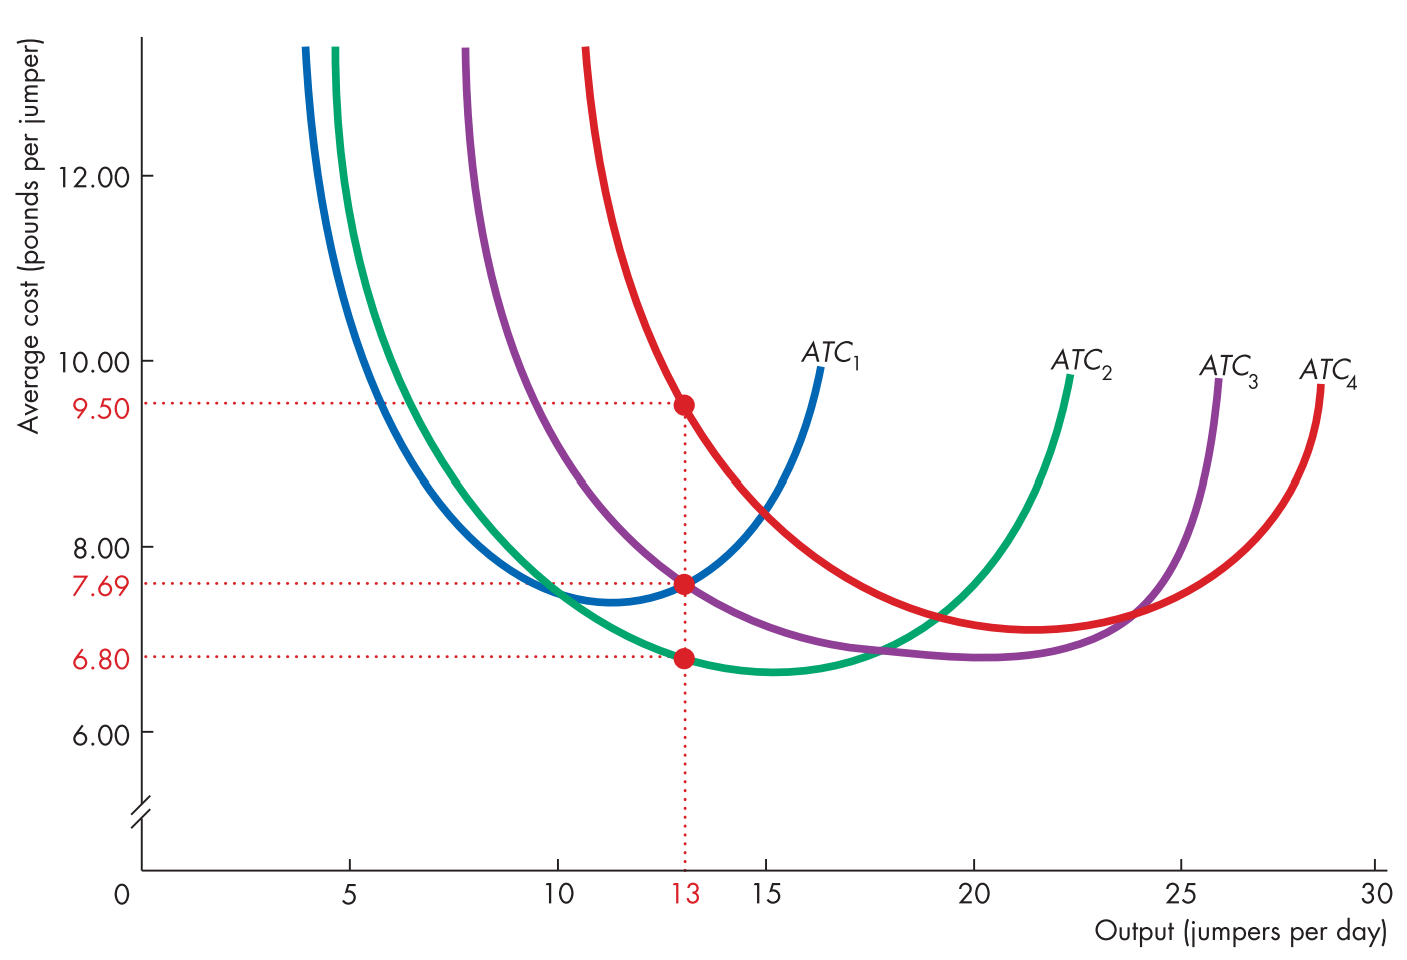 Average cost (pounds per jumper)
12.00
10.00
9.50
8.00
7.69
6.80
6.00
ATC1
ATC2
ATC3
ATC4
0
5
10
13
15
20
25
30
Output (jumpers per day)